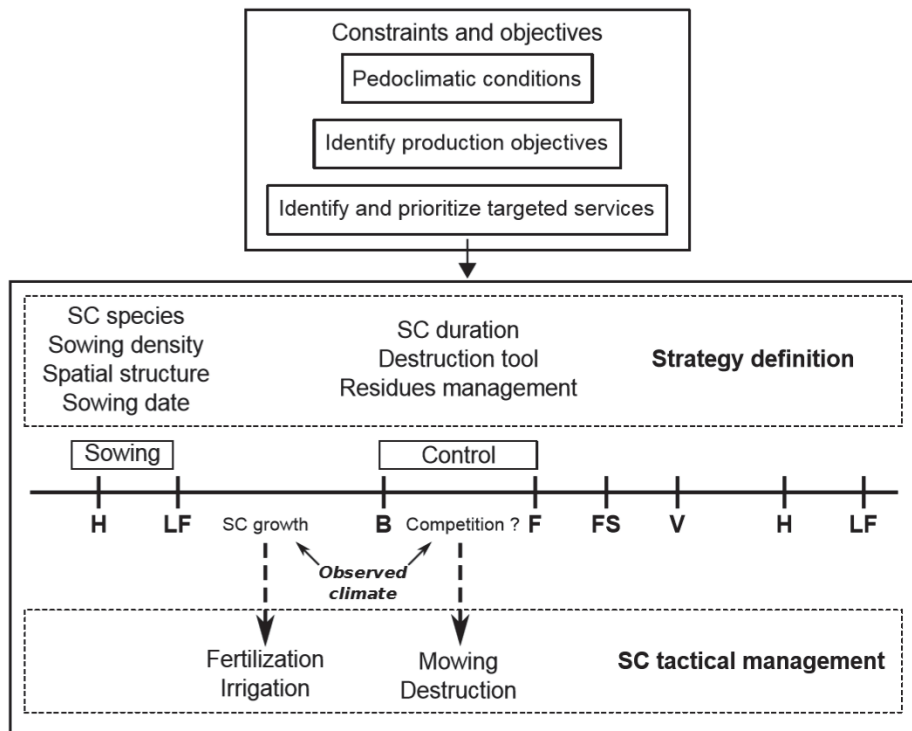 Constraints and objectives
Pedoclimatic conditions
Identify production objectives
Identify and prioritize targeted services
SC species
Sowing density
Spatial structure
Sowing date
SC duration
Destruction tool
Residues management
Strategy definition
Sowing
Control
H LF SC growth B Competition ? F FS V H LF
Observed
climate
Fertilization
Irrigation
Mowing
Destruction
SC tactical management